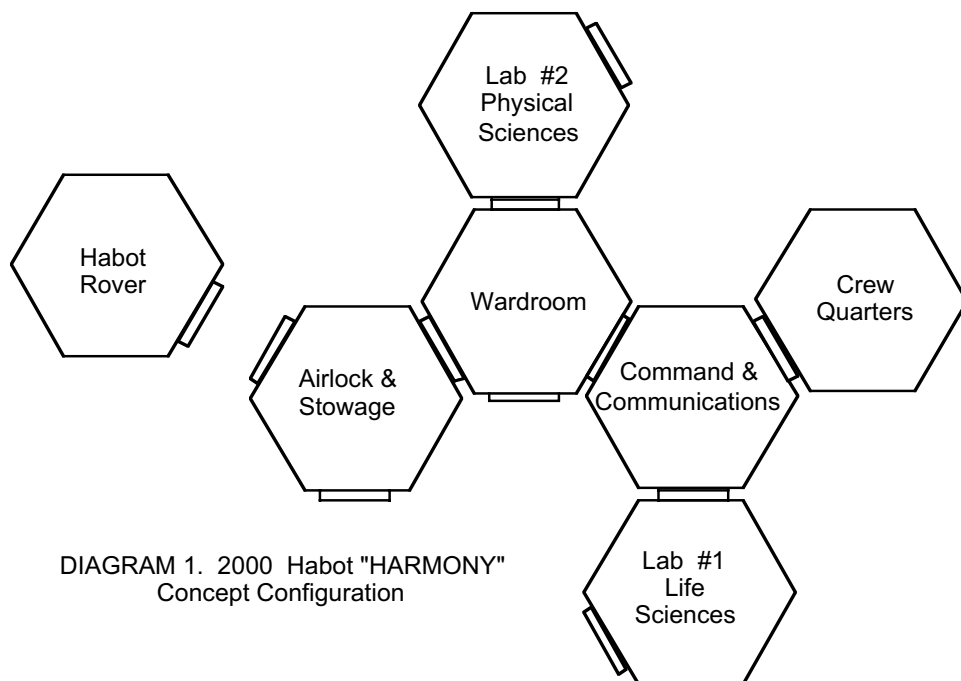 Lab #2
Physical
Sciences
Habot
Rover
Wardroom
Crew
Quarters
Airlock &
Stowage
Command &
Communications
Lab #1
Life
Sciences
DIAGRAM 1. 2000 Habot "HARMONY"
Concept Configuration